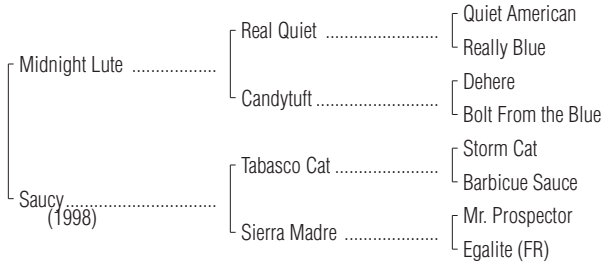 Quiet American
Real Quiet ........................
Really Blue
Midnight Lute ..................
Dehere
Candytuft ..........................
Bolt From the Blue
Storm Cat
Tabasco Cat ......................
Barbicue Sauce
Saucy................................
(1998)
Mr. Prospector
Sierra Madre ....................
Egalite (FR)